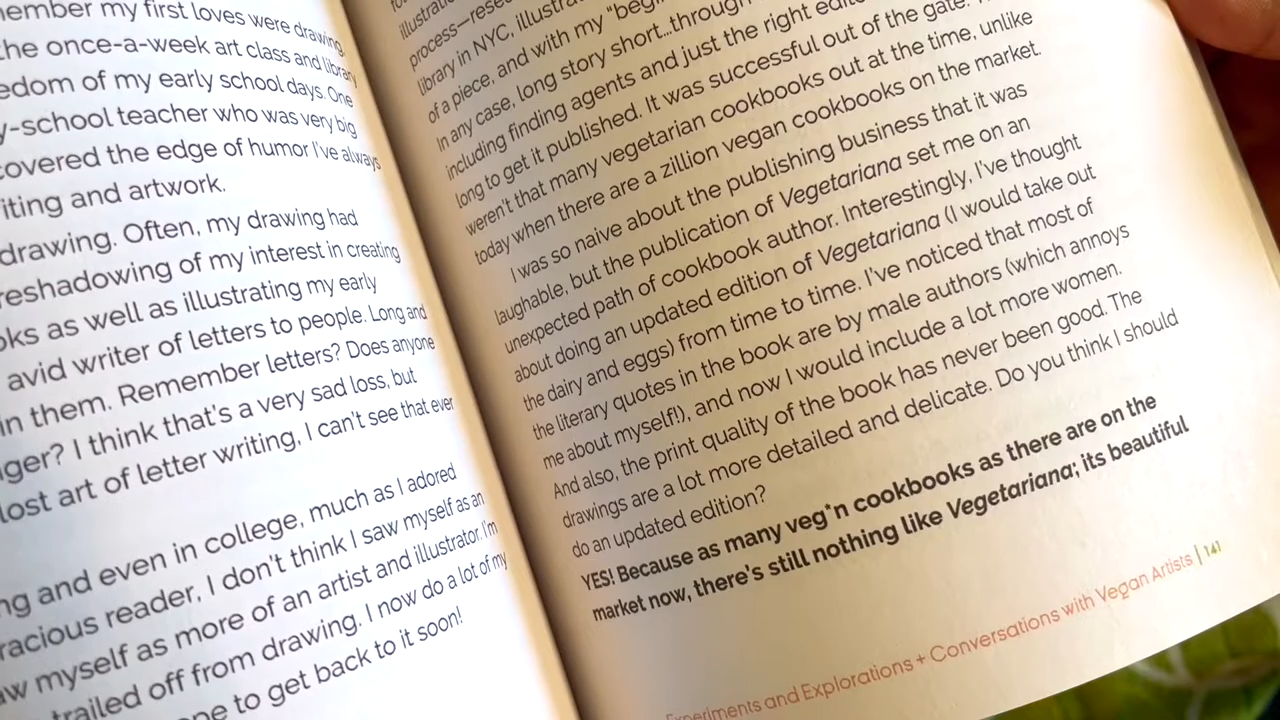 member my first loves were drawing,
the once-a-week art class and library
edom of my early school days. One
y-school teacher who was very big
covered the edge of humor I've always
iting and artwork.
drawing. Often, my drawing had
reshadowing of my interest in creating
oks as well as illustrating my early
avid writer of letters to people. Long and
in them. Remember letters? Does anyone
nger? I think that's a very sad loss, but
lost art of letter writing, I can't see that ever
ng and even in college, much as I adored
racious reader, I don't think I saw myself as an
aw myself as more of an artist and illustrator. I'm
trailed off from drawing. I now do a lot of my
one to get back to it soon!
process—
library in NYC,
of a piece, and with my "
In any case, long story short...through
including finding agents and just the right
long to get it published. It was successful out of the gate.
weren't that many vegetarian cookbooks out at the time, unlike
today when there are a zillion vegan cookbooks on the market.
I was so naive about the publishing business that it was
laughable, but the publication of Vegetariana set me on an
unexpected path of cookbook author. Interestingly, I've thought
about doing an updated edition of Vegetariana (I would take out
the dairy and eggs) from time to time. I've noticed that most of
the literary quotes in the book are by male authors (which annoys
me about myself!), and now I would include a lot more women.
And also, the print quality of the book has never been good. The
drawings are a lot more detailed and delicate. Do you think I should
do an updated edition?
YES! Because as many veg*n cookbooks as there are on the
market now, there's still nothing like Vegetariana; its beautiful
Experiments and Explorations + Conversations with Vegan Artists | 141